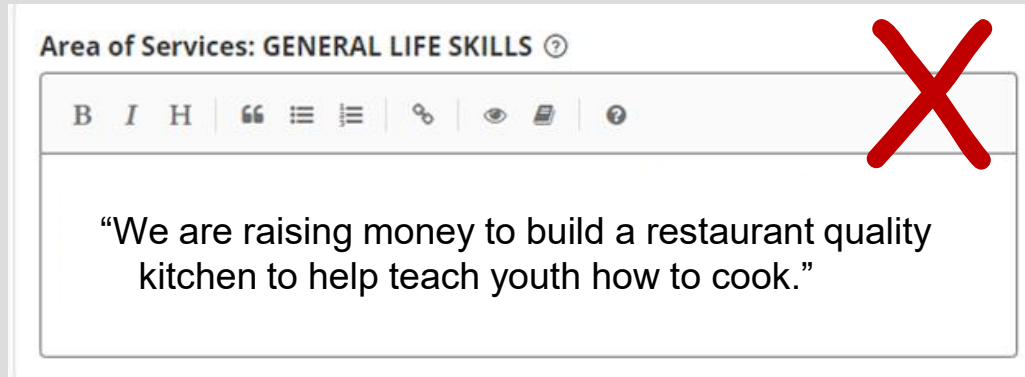 Area of Services: GENERAL LIFE SKILLS ?
B I H “ ?
“We are raising money to build a restaurant quality
kitchen to help teach youth how to cook.”